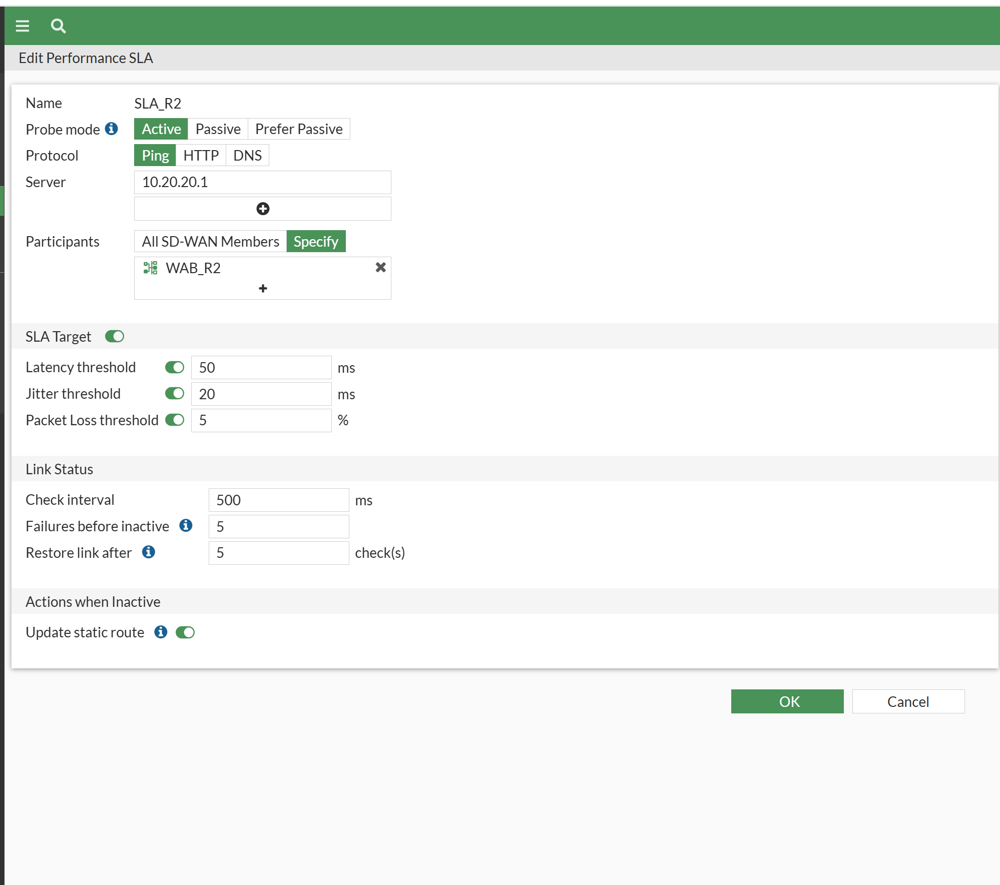 Edit Performance SLA
Name SLA_R2
Probe mode Active Passive Prefer Passive
Protocol Ping HTTP DNS
Server 10.20.20.1
Participants All SD-WAN Members Specify
WAB_R2
SLA Target
Latency threshold 50 ms
Jitter threshold 20 ms
Packet Loss threshold 5 %
Link Status
Check interval 500 ms
Failures before inactive 5
Restore link after 5 check(s)
Actions when Inactive
Update static route
OK Cancel